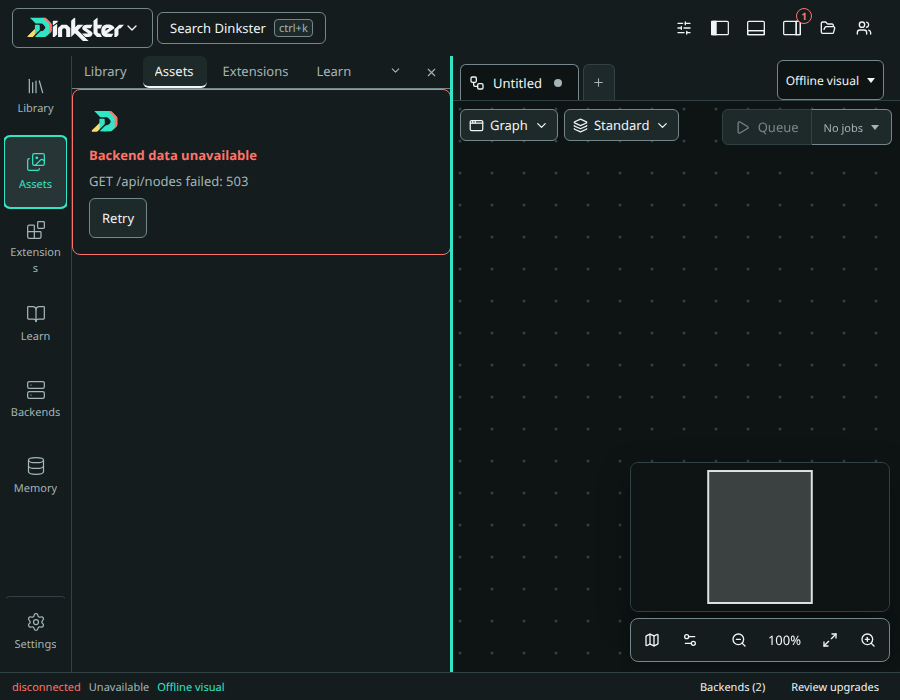 Dinkster
Search Dinkster ctrl+k
1
Library
Assets
Extensions
Learn
Untitled
+
Offline visual
Library
Assets
Extension
s
Learn
Backends
Memory
Settings
Backend data unavailable
GET /api/nodes failed: 503
Retry
Graph
Standard
Queue
No jobs
100%
disconnected Unavailable Offline visual
Backends (2) Review upgrades